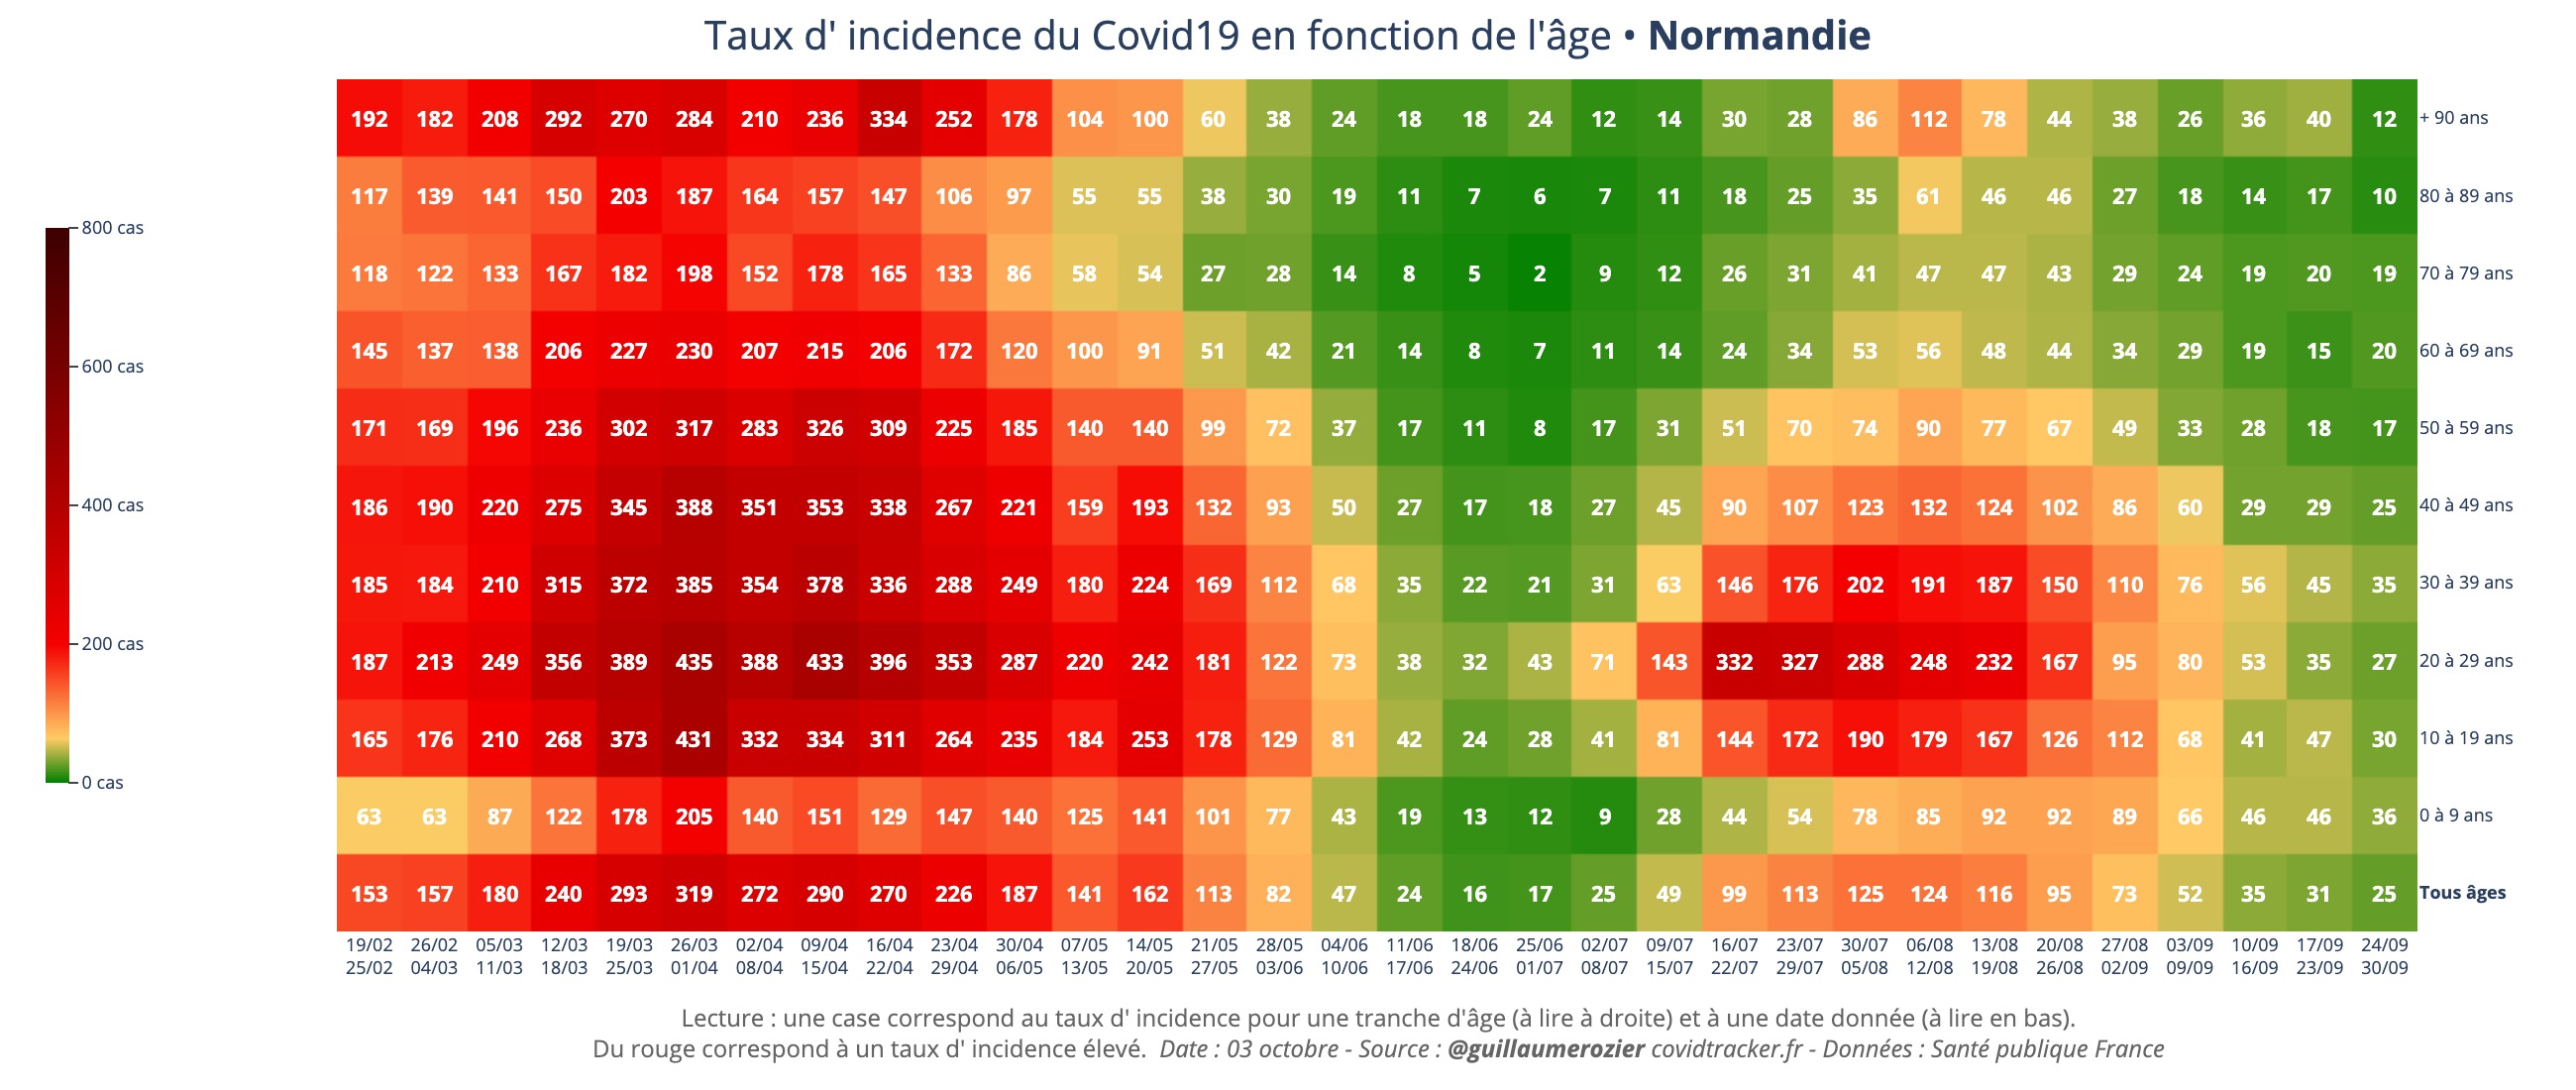 Taux d' incidence du Covid19 en fonction de l'âge • Normandie
800 cas
600 cas
400 cas
200 cas
0 cas
192 182 208 292 270 284 210 236 334 252 178 104 100 60 38 24 18 18 24 12 14 30 28 86 112 78 44 38 26 36 40 12 + 90 ans
117 139 141 150 203 187 164 157 147 106 97 55 55 38 30 19 11 7 6 7 11 18 25 35 61 46 46 27 18 14 17 10 80 à 89 ans
118 122 133 167 182 198 152 178 165 133 86 58 54 27 28 14 8 5 2 9 12 26 31 41 47 47 43 29 24 19 20 19 70 à 79 ans
145 137 138 206 227 230 207 215 206 172 120 100 91 51 42 21 14 8 7 11 14 24 34 53 56 48 44 34 29 19 15 20 60 à 69 ans
171 169 196 236 302 317 283 326 309 225 185 140 140 99 72 37 17 11 8 17 31 51 70 74 90 77 67 49 33 28 18 17 50 à 59 ans
186 190 220 275 345 388 351 353 338 267 221 159 193 132 93 50 27 17 18 27 45 90 107 123 132 124 102 86 60 29 29 25 40 à 49 ans
185 184 210 315 372 385 354 378 336 288 249 180 224 169 112 68 35 22 21 31 63 146 176 202 191 187 150 110 76 56 45 35 30 à 39 ans
187 213 249 356 389 435 388 433 396 353 287 220 242 181 122 73 38 32 43 71 143 332 327 288 248 232 167 95 80 53 35 27 20 à 29 ans
165 176 210 268 373 431 332 334 311 264 235 184 253 178 129 81 42 24 28 41 81 144 172 190 179 167 126 112 68 41 47 30 10 à 19 ans
63 63 87 122 178 205 140 151 129 147 140 125 141 101 77 43 19 13 12 9 28 44 54 78 85 92 92 89 66 46 46 36 0 à 9 ans
153 157 180 240 293 319 272 290 270 226 187 141 162 113 82 47 24 16 17 25 49 99 113 125 124 116 95 73 52 35 31 25 Tous âges
19/02 26/02 05/03 12/03 19/03 26/03 02/04 09/04 16/04 23/04 30/04 07/05 14/05 21/05 28/05 04/06 11/06 18/06 25/06 02/07 09/07 16/07 23/07 30/07 06/08 13/08 20/08 27/08 03/09 10/09 17/09 24/09
25/02 04/03 11/03 18/03 25/03 01/04 08/04 15/04 22/04 29/04 06/05 13/05 20/05 27/05 03/06 10/06 17/06 24/06 01/07 08/07 15/07 22/07 29/07 05/08 12/08 19/08 26/08 02/09 09/09 16/09 23/09 30/09
Lecture : une case correspond au taux d' incidence pour une tranche d'âge (à lire à droite) et à une date donnée (à lire en bas).
Du rouge correspond à un taux d' incidence élevé. Date : 03 octobre - Source : @guillaumerozier covidtracker.fr - Données : Santé publique France